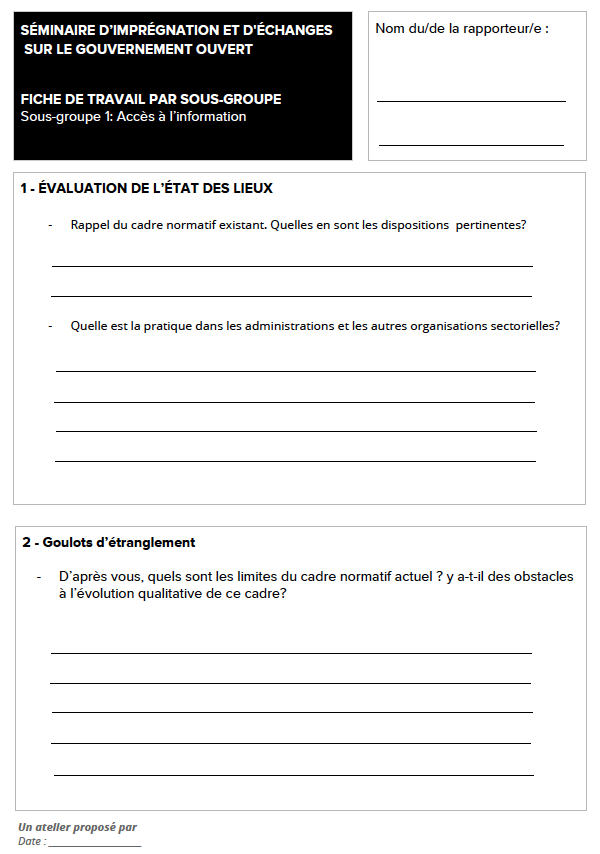 SÉMINAIRE D’IMPRÉGNATION ET D'ÉCHANGES
SUR LE GOUVERNEMENT OUVERT
FICHE DE TRAVAIL PAR SOUS-GROUPE
Sous-groupe 1: Accès à l’information
Nom du/de la rapporteur/e :
1 - ÉVALUATION DE L’ÉTAT DES LIEUX
- Rappel du cadre normatif existant. Quelles en sont les dispositions pertinentes?
- Quelle est la pratique dans les administrations et les autres organisations sectorielles?
2 - Goulots d’étranglement
- D’après vous, quels sont les limites du cadre normatif actuel ? y a-t-il des obstacles
à l’évolution qualitative de ce cadre?
Un atelier proposé par
Date : _________________